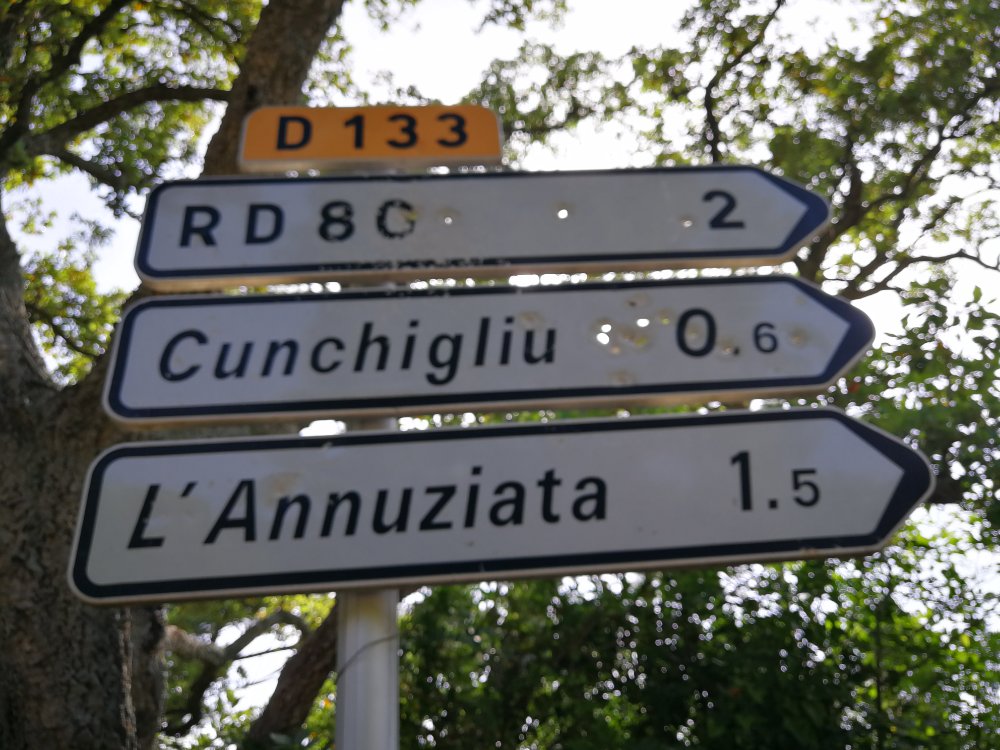 D 133
RD 80 2
Cunchigliu 0.6
L'Annuziata 1.5